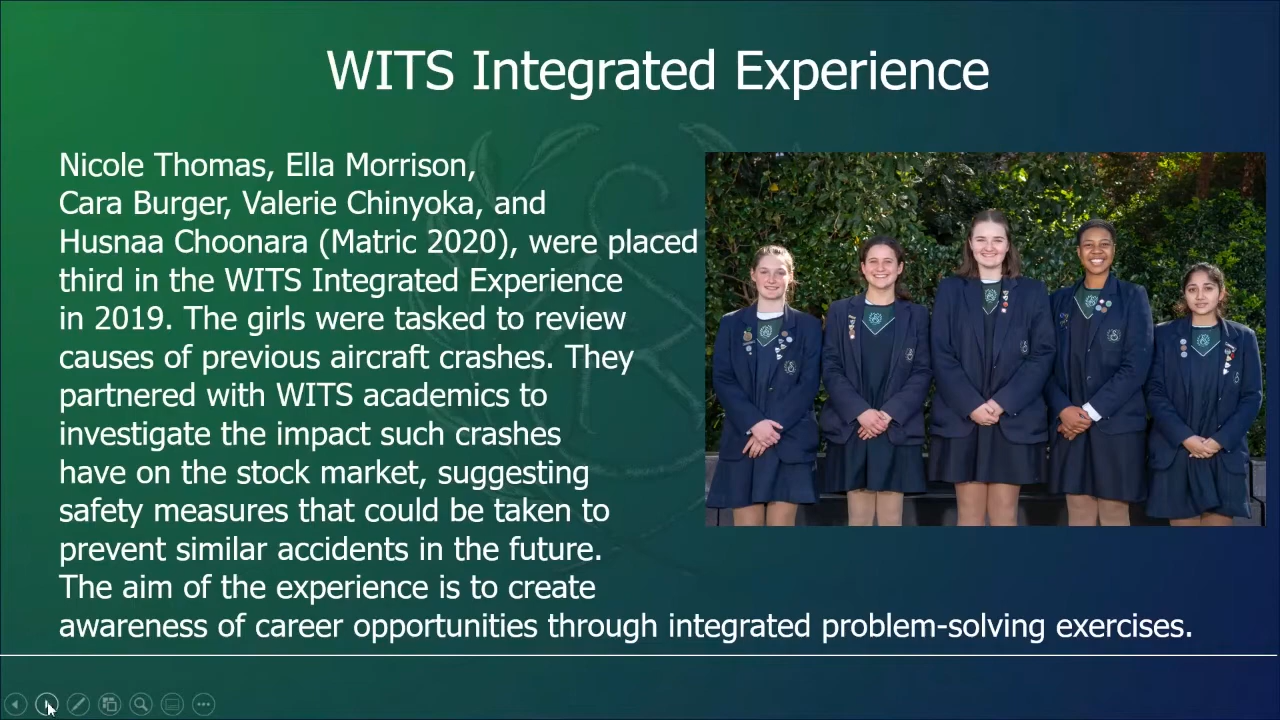 WITS Integrated Experience
Nicole Thomas, Ella Morrison,
Cara Burger, Valerie Chinyoka, and
Husnaa Choonara (Matric 2020), were placed
third in the WITS Integrated Experience
in 2019. The girls were tasked to review
causes of previous aircraft crashes. They
partnered with WITS academics to
investigate the impact such crashes
have on the stock market, suggesting
safety measures that could be taken to
prevent similar accidents in the future.
The aim of the experience is to create
awareness of career opportunities through integrated problem-solving exercises.